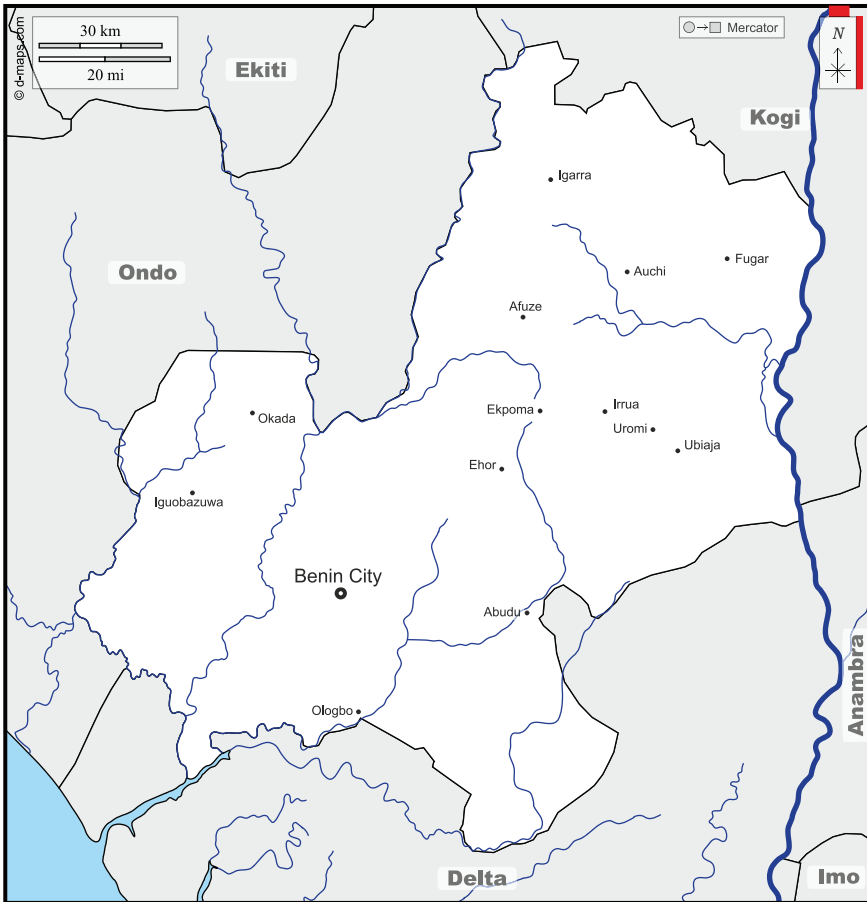 © d-maps.com
30 km
20 mi
Mercator
N
Ekiti
Kogi
Igarra
Ondo
Auchi
Fugar
Afuze
Okada
Ekpoma
Irrua
Uromi
Ubiaja
Ehor
Iguobazuwa
Benin City
Abudu
Anambra
Ologbo
Delta
Imo